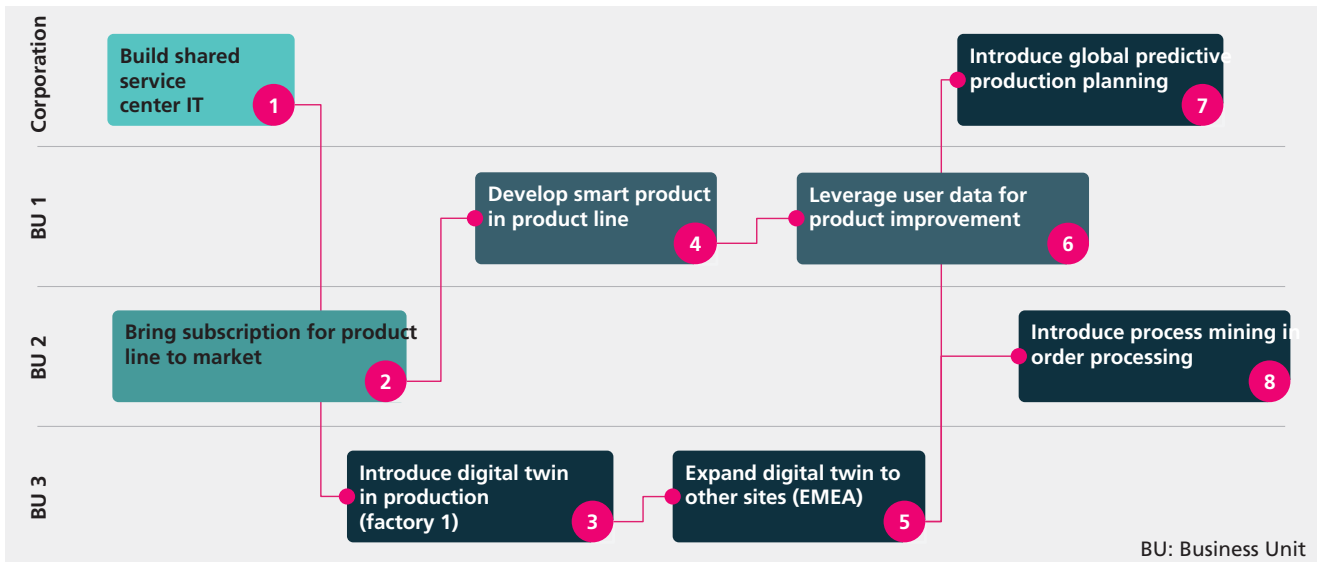 Corporation
Build shared
service
center IT
1
Introduce global predictive
production planning
7
BU 1
Develop smart product
in product line
4
Leverage user data for
product improvement
6
BU 2
Bring subscription for product
line to market
2
Introduce process mining in
order processing
8
BU 3
Introduce digital twin
in production
(factory 1)
3
Expand digital twin to
other sites (EMEA)
5
BU: Business Unit